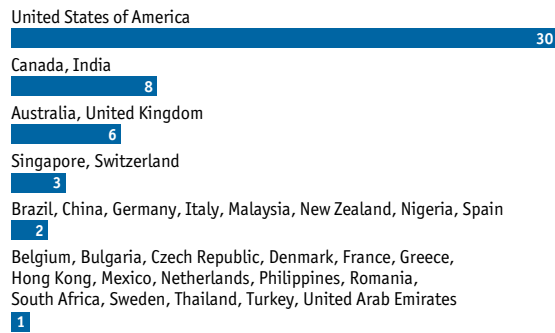 United States of America
30
Canada, India
8
Australia, United Kingdom
6
Singapore, Switzerland
3
Brazil, China, Germany, Italy, Malaysia, New Zealand, Nigeria, Spain
2
Belgium, Bulgaria, Czech Republic, Denmark, France, Greece,
Hong Kong, Mexico, Netherlands, Philippines, Romania,
South Africa, Sweden, Thailand, Turkey, United Arab Emirates
1